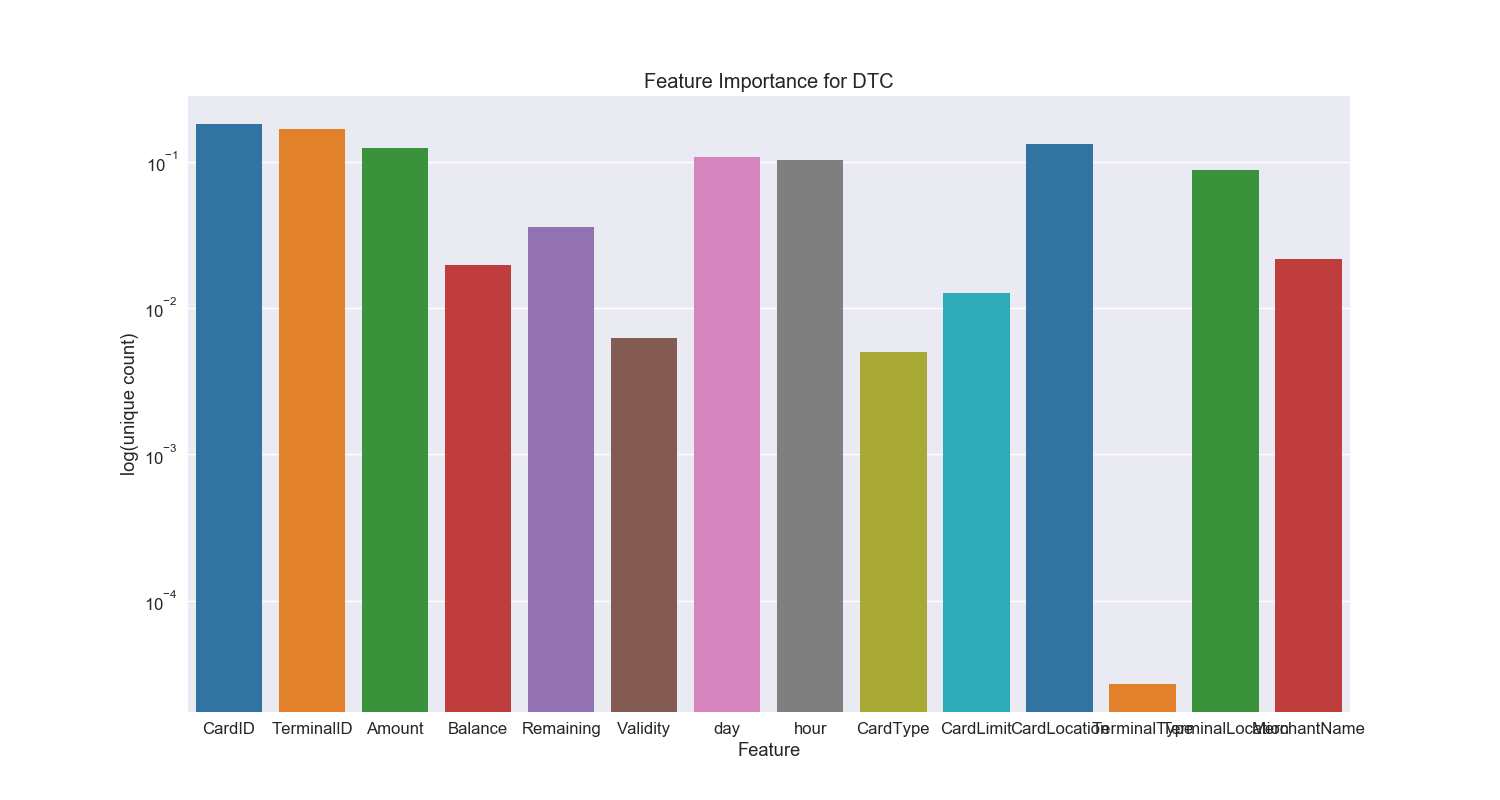 Feature Importance for DTC
10⁻¹
10⁻²
10⁻³
10⁻⁴
log(unique count)
CardID TerminalID Amount Balance Remaining Validity day hour CardType CardLimit CardLocation TerminalType TerminalLocation MerchantName
Feature